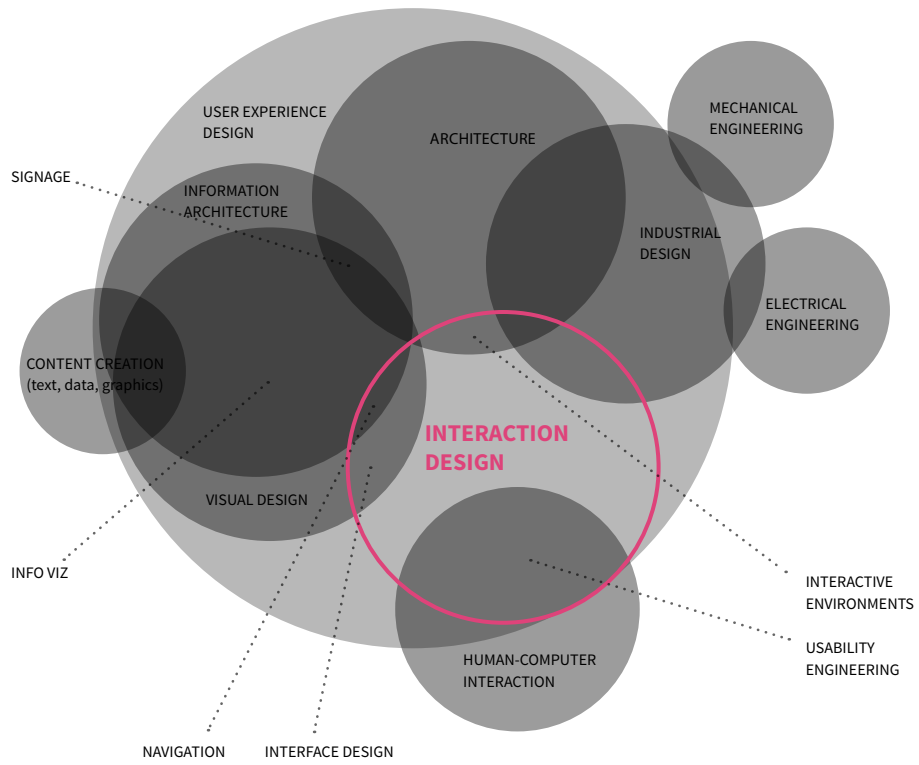 USER EXPERIENCE
DESIGN
ARCHITECTURE
MECHANICAL
ENGINEERING
SIGNAGE
INFORMATION
ARCHITECTURE
INDUSTRIAL
DESIGN
ELECTRICAL
ENGINEERING
CONTENT CREATION
(text, data, graphics)
INTERACTION
DESIGN
VISUAL DESIGN
INFO VIZ
INTERACTIVE
ENVIRONMENTS
USABILITY
ENGINEERING
HUMAN-COMPUTER
INTERACTION
NAVIGATION
INTERFACE DESIGN